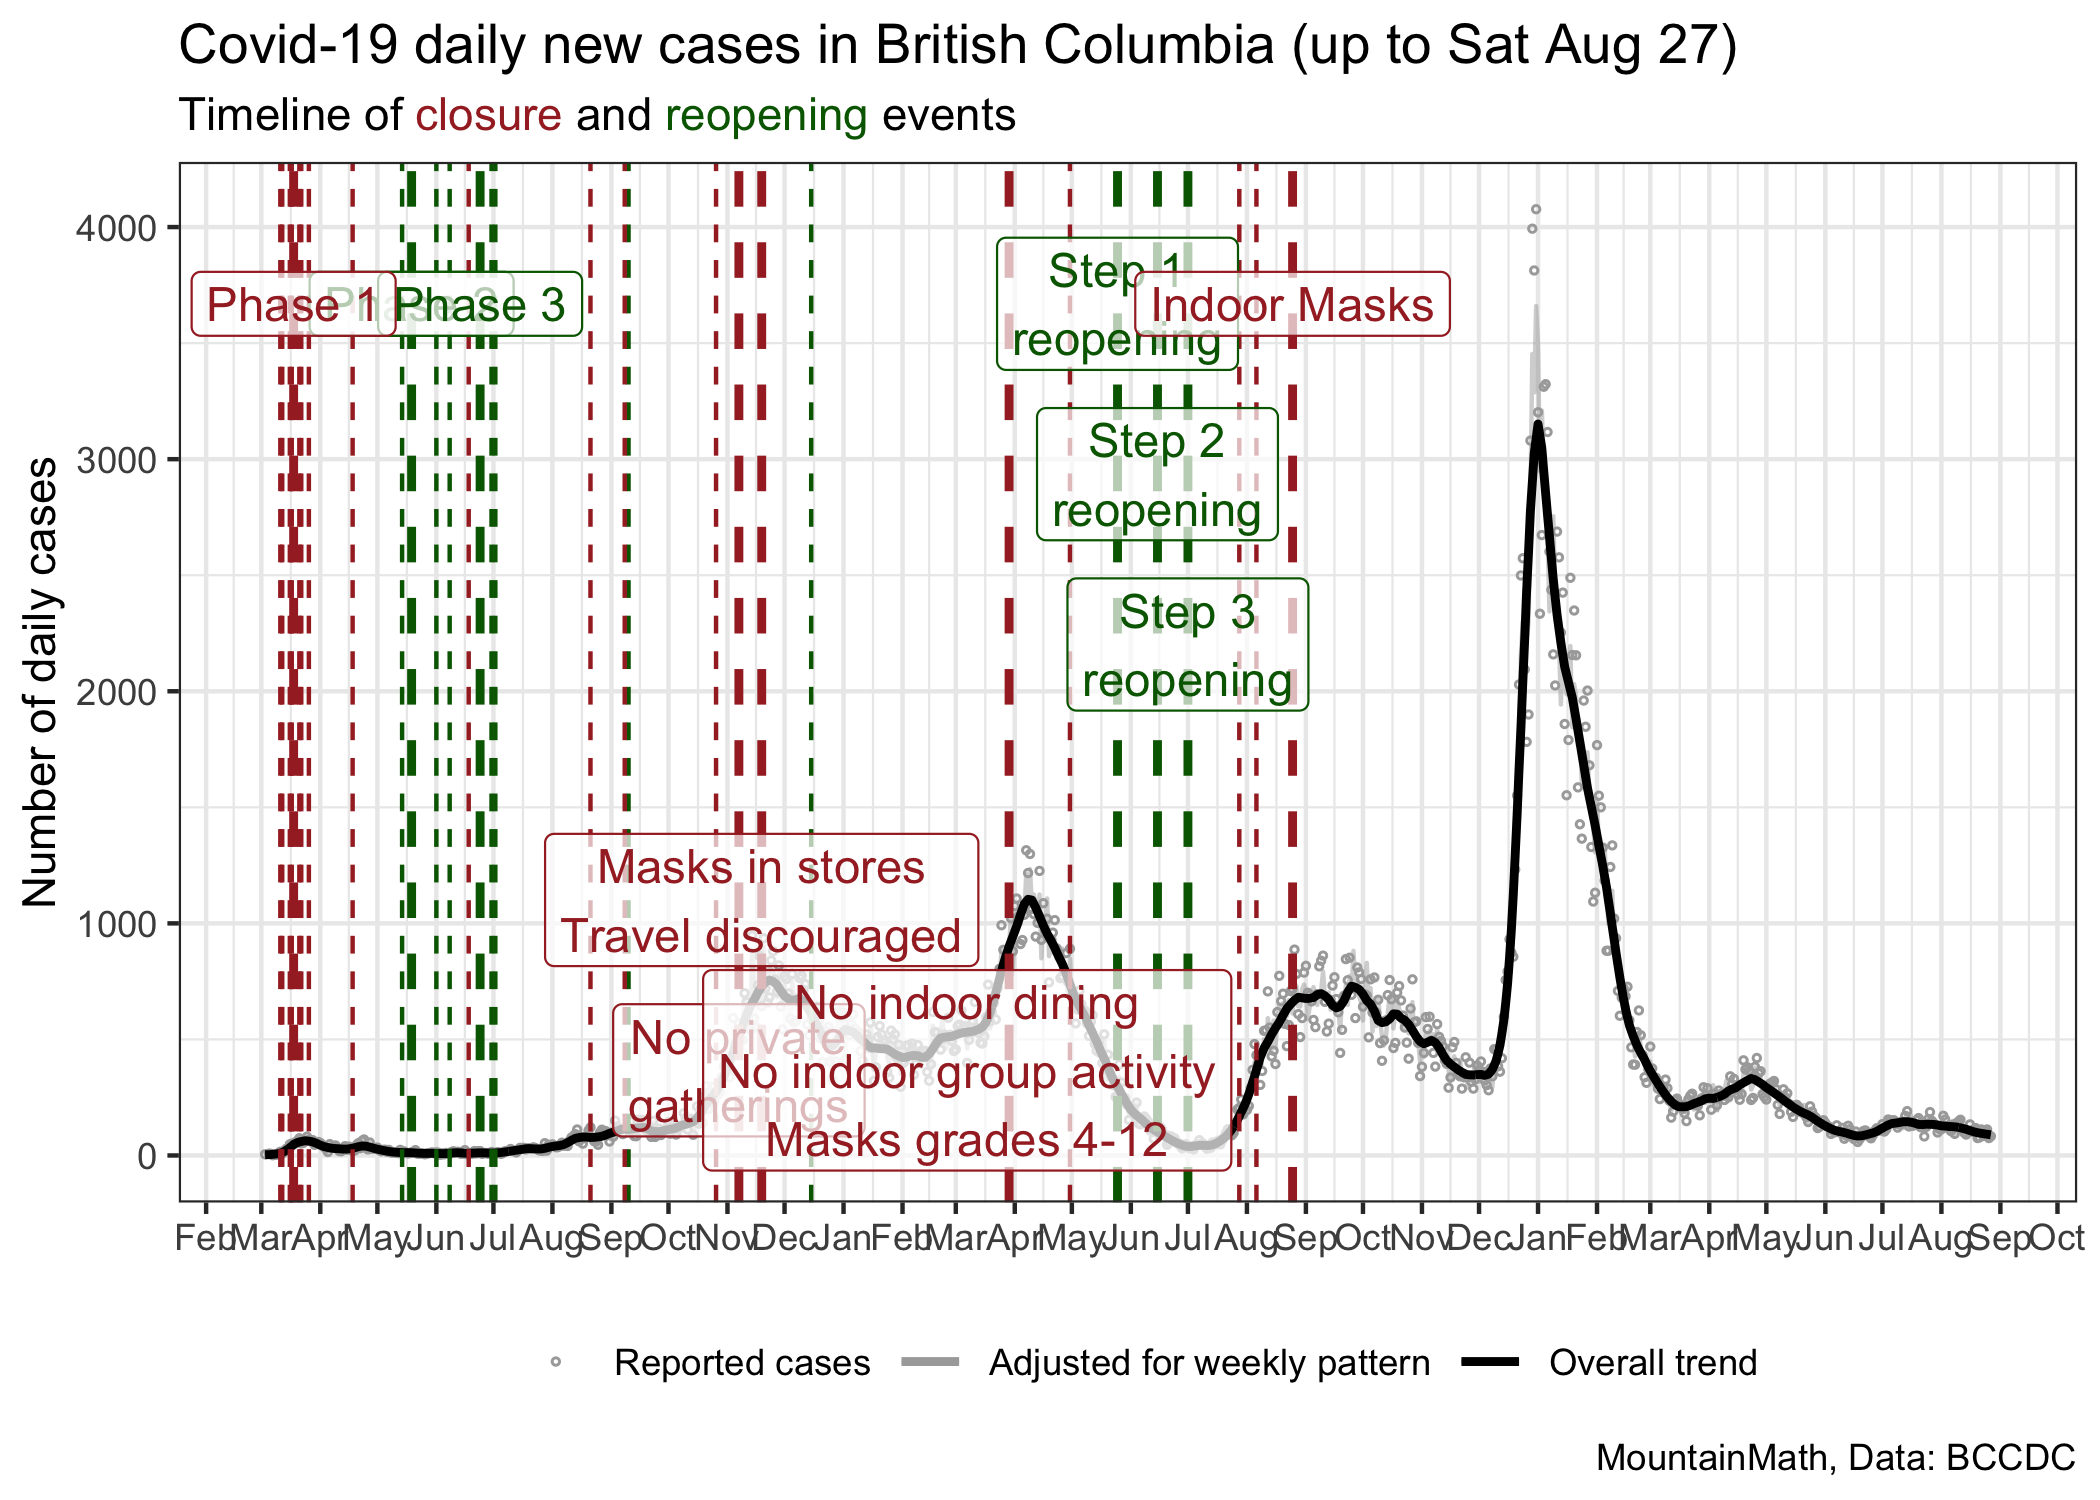 Covid-19 daily new cases in British Columbia (up to Sat Aug 27)
Timeline of closure and reopening events
Number of daily cases
4000
3000
2000
1000
0
Phase 1
Phase 3
Step 1
reopening
Indoor Masks
Step 2
reopening
Step 3
reopening
Masks in stores
Travel discouraged
No private
gatherings
No indoor dining
No indoor group activity
Masks grades 4-12
Feb Mar Apr May Jun Jul Aug Sep Oct Nov Dec Jan Feb Mar Apr May Jun Jul Aug Sep Oct Nov Dec Jan Feb Mar Apr May Jun Jul Aug Sep Oct
Reported cases Adjusted for weekly pattern Overall trend
MountainMath, Data: BCCDC